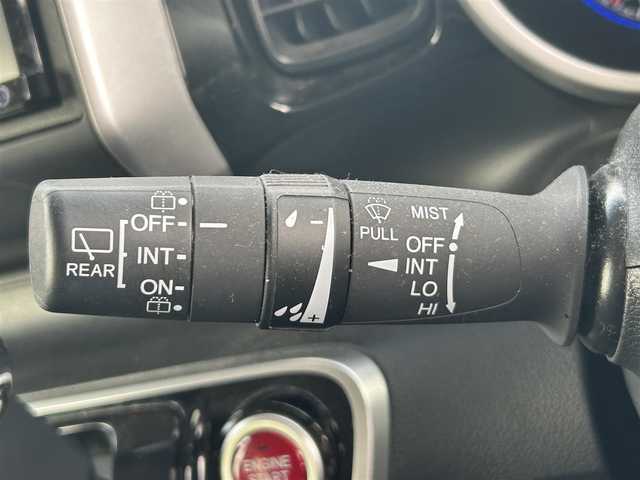 REAR
OFF
INT
ON
− 
+
PULL
MIST
OFF
INT
LO
HI
ENGINE
START